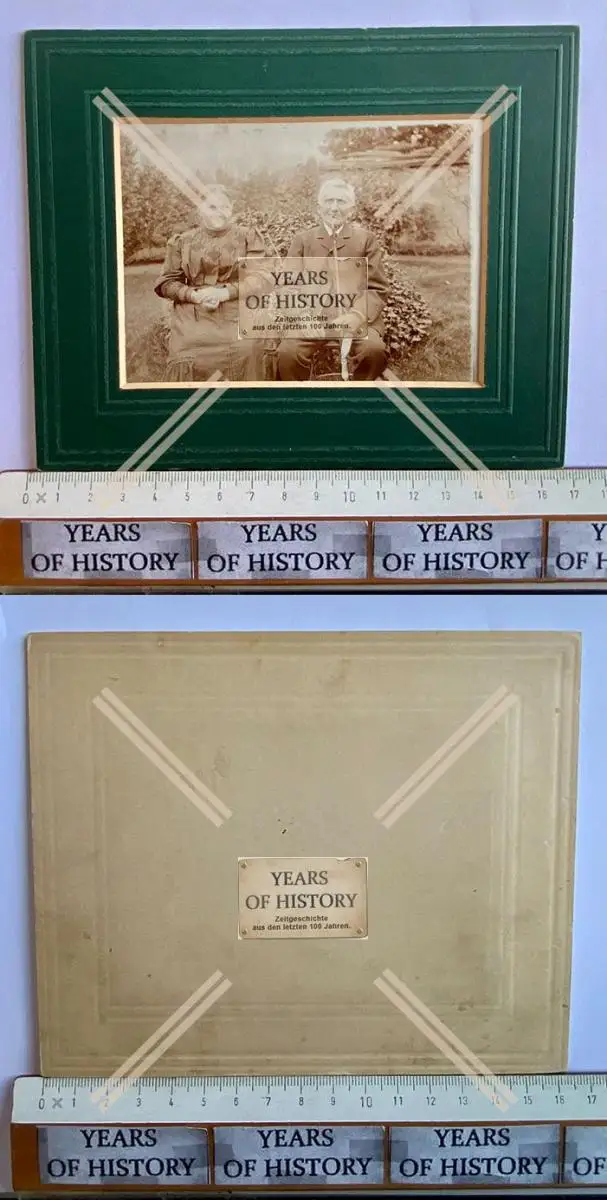 YEARS
OF HISTORY
Zeitgeschichte
aus den letzten 100 Jahren.
0 1 2 3 4 5 6 7 8 9 10 11 12 13 14 15 16 17
YEARS
OF HISTORY
YEARS
OF HISTORY
YEARS
OF HISTORY
Y
OF H
YEARS
OF HISTORY
Zeitgeschichte
aus den letzten 100 Jahren.
0 1 2 3 4 5 6 7 8 9 10 11 12 13 14 15 16 17
YEARS
OF HISTORY
YEARS
OF HISTORY
YEARS
OF HISTORY
OF